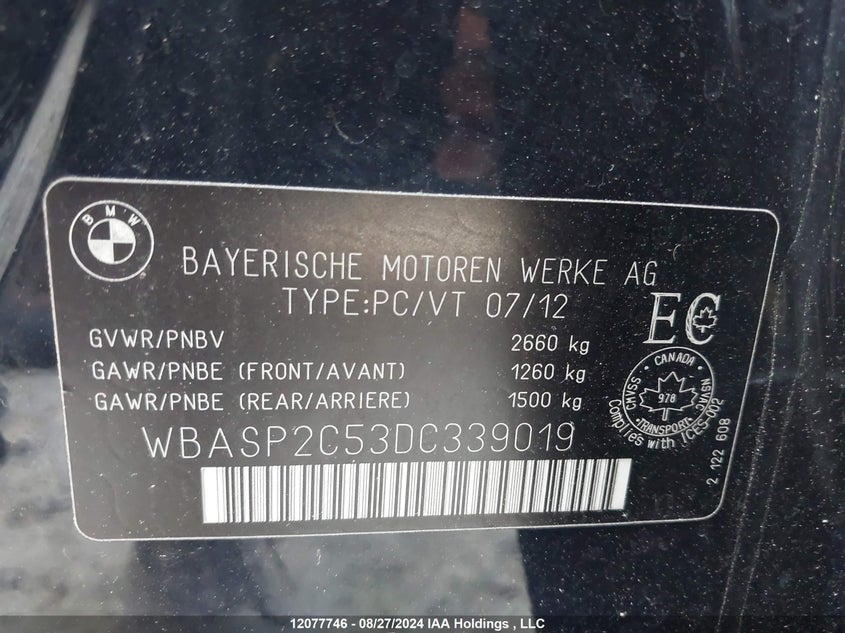 BMW
BAYERISCHE MOTOREN WERKE AG
TYPE:PC/VT 07/12
EC
GVWR/PNBV 2660 kg
GAWR/PNBE (FRONT/AVANT) 1260 kg
GAWR/PNBE (REAR/ARRIERE) 1500 kg
CANADA
CMVSS NSVAC
978
TRANSPORT
Complies with ICES-002
2 122 608
WBASP2C53DC339019
12077746 - 08/27/2024 IAA Holdings , LLC